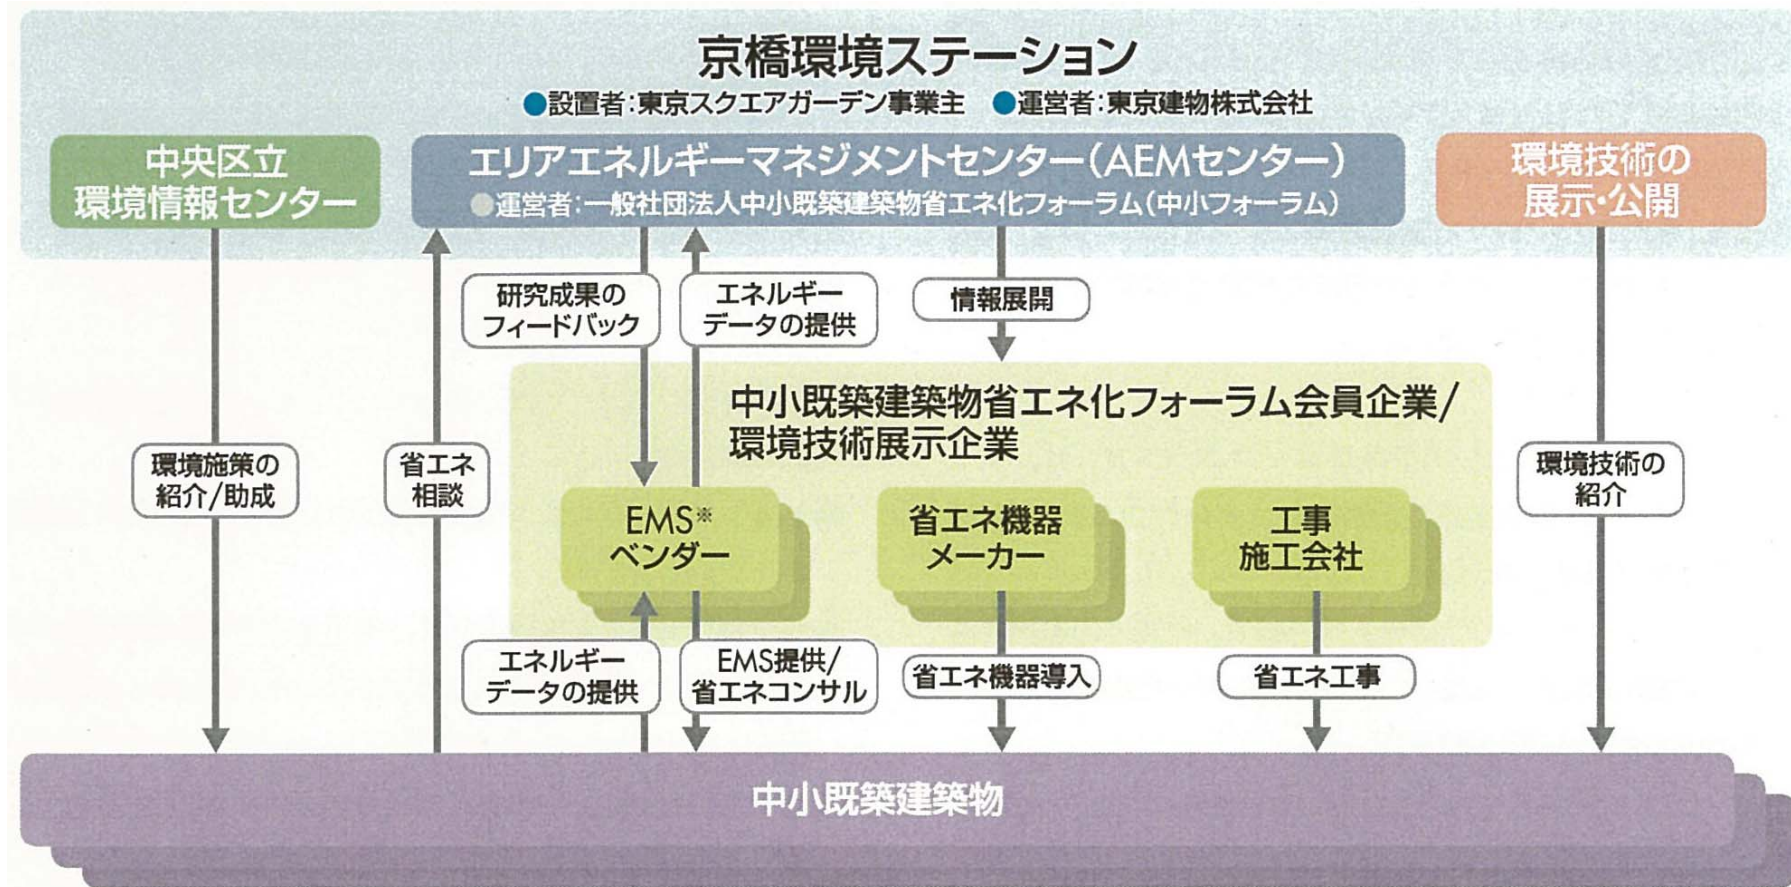 京橋環境ステーション
●設置者:東京スクエアガーデン事業主 ●運営者:東京建物株式会社
中央区立
環境情報センター
エリアエネルギーマネジメントセンター(AEMセンター)
●運営者:一般社団法人中小既築建築物省エネ化フォーラム(中小フォーラム)
環境技術の
展示・公開
研究成果の
フィードバック
エネルギー
データの提供
情報展開
中小既築建築物省エネ化フォーラム会員企業/
環境技術展示企業
環境施策の
紹介/助成
省エネ
相談
EMS※
ベンダー
省エネ機器
メーカー
工事
施工会社
環境技術の
紹介
エネルギー
データの提供
EMS提供/
省エネコンサル
省エネ機器導入
省エネ工事
中小既築建築物